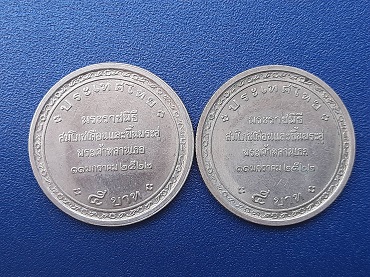 ประเทศไทย
พระราชพิธี
สมโภชเดือนและขึ้นพระอู่
พระเจ้าหลานเธอ
๑๑ มกราคม ๒๕๒๒
๕ บาท
ประเทศไทย
พระราชพิธี
สมโภชเดือนและขึ้นพระอู่
พระเจ้าหลานเธอ
๑๑ มกราคม ๒๕๒๒
๕ บาท